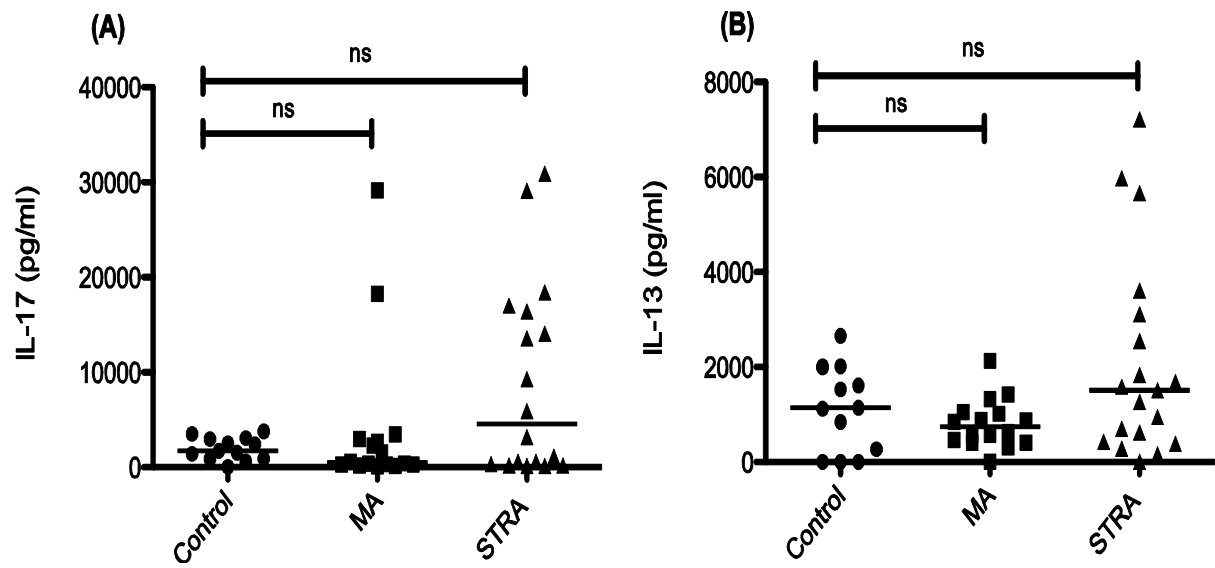 (A)
ns
ns
40000
30000
20000
10000
0
IL-17 (pg/ml)
Control
MA
STRA
(B)
ns
ns
8000
6000
4000
2000
0
IL-13 (pg/ml)
Control
MA
STRA